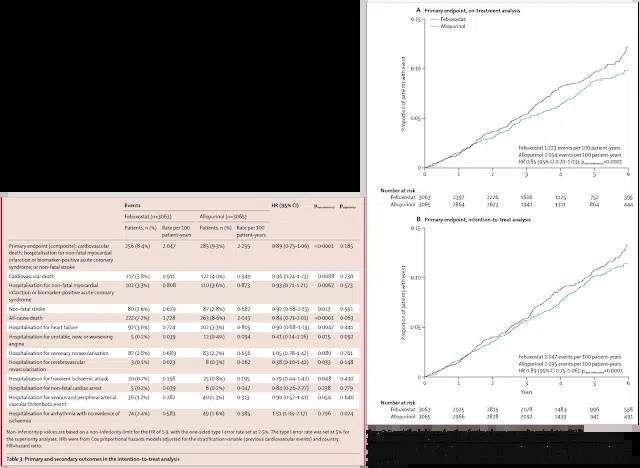 A Primary endpoint, on-treatment analysis
Febuxostat
Allopurinol
0·15
0·10
0·05
0
Proportion of patients with event
Febuxostat 1·723 events per 100 patient-years
Allopurinol 2·054 events per 100 patient-years
HR 0·85 (95% CI 0·70–1·03), p <0·0001
0 1 2 3 4 5 6
Number at risk
Febuxostat 3063 2397 2226 1606 1125 752 395
Allopurinol 3065 2864 2673 1947 1311 864 444
B Primary endpoint, intention-to-treat analysis
0·15
0·10
0·05
0
Proportion of patients with event
Febuxostat 2·047 events per 100 patient-years
Allopurinol 2·295 events per 100 patient-years
HR 0·89 (95% CI 0·75–1·06), p <0·0001
0 1 2 3 4 5 6
Years
Number at risk
Febuxostat 3063 2925 2815 2078 1483 996 538
Allopurinol 3065 2966 2828 2092 1439 941 491
Events HR (95% CI)
Febuxostat (n=3063) Allopurinol (n=3065)
Patients, n (%) Rate per 100 patient-years Patients, n (%) Rate per 100 patient-years
Primary endpoint (composite): cardiovascular 256 (8·4%) 2·047 285 (9·3%) 2·295 0·89 (0·75–1·06) <0·0001 0·185
death; hospitalisation for non-fatal myocardial
infarction or biomarker-positive acute coronary
syndrome; or non-fatal stroke
Cardiovascular death 117 (3·8%) 0·911 122 (4·0%) 0·949 0·96 (0·74–1·23) 0·0088 0·730
Hospitalisation for non-fatal myocardial 102 (3·3%) 0·808 110 (3·6%) 0·873 0·93 (0·71–1·21) 0·0067 0·573
infarction or biomarker-positive acute coronary
syndrome
Non-fatal stroke 80 (2·6%) 0·629 87 (2·8%) 0·687 0·92 (0·68–1·25) 0·013 0·591
All-cause death 222 (7·2%) 1·728 263 (8·6%) 2·045 0·84 (0·71–1·01) <0·0001 0·063
Hospitalisation for heart failure 92 (3·0%) 0·724 102 (3·3%) 0·805 0·90 (0·68–1·19) 0·0047 0·441
Hospitalisation for unstable, new, or worsening 5 (0·2%) 0·039 12 (0·4%) 0·094 0·41 (0·14–1·16) 0·015 0·092
angina
Hospitalisation for coronary revascularisation 87 (2·8%) 0·689 83 (2·7%) 0·656 1·05 (0·78–1·42) 0·081 0·761
Hospitalisation for cerebrovascular 3 (0·1%) 0·023 8 (0·3%) 0·062 0·38 (0·10–1·42) 0·033 0·148
revascularisation
Hospitalisation for transient ischaemic attack 20 (0·7%) 0·156 25 (0·8%) 0·195 0·79 (0·44–1·42) 0·048 0·430
Hospitalisation for non-fatal cardiac arrest 5 (0·2%) 0·039 6 (0·2%) 0·047 0·84 (0·26–2·77) 0·238 0·779
Hospitalisation for venous and peripheral arterial 36 (1·2%) 0·282 40 (1·3%) 0·313 0·90 (0·57–1·41) 0·054 0·640
vascular thrombotic event
Hospitalisation for arrhythmia with no evidence of 74 (2·4%) 0·583 49 (1·6%) 0·385 1·51 (1·05–2·17) 0·796 0·024
ischaemia
Non-inferiority p values are based on a non-inferiority limit for the HR of 1·3, with the one-sided type I error rate set at 2·5%. The type I error rate was set at 5% for
the superiority analyses. HRs were from Cox proportional hazards models adjusted for the stratification variable (previous cardiovascular events) and country.
HR=hazard ratio.
Table 3: Primary and secondary outcomes in the intention-to-treat analysis